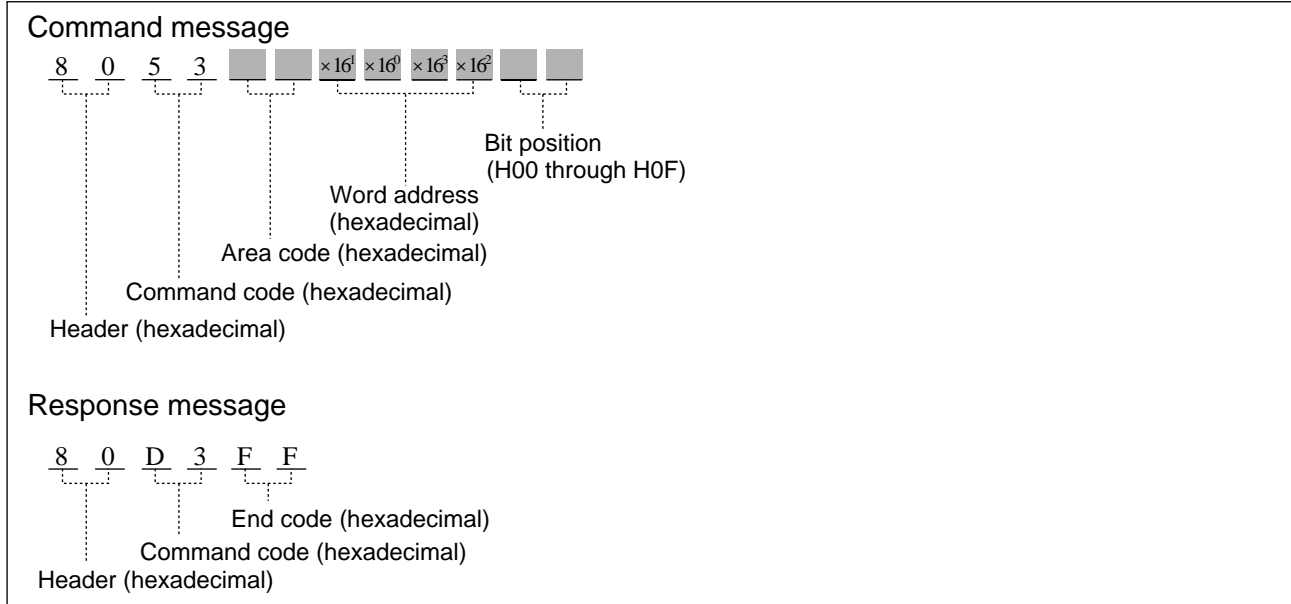 Command message
8 0 5 3 ×16¹ ×16⁰ ×16³ ×16²
Bit position
(H00 through H0F)
Word address
(hexadecimal)
Area code (hexadecimal)
Command code (hexadecimal)
Header (hexadecimal)
Response message
8 0 D 3 F F
End code (hexadecimal)
Command code (hexadecimal)
Header (hexadecimal)